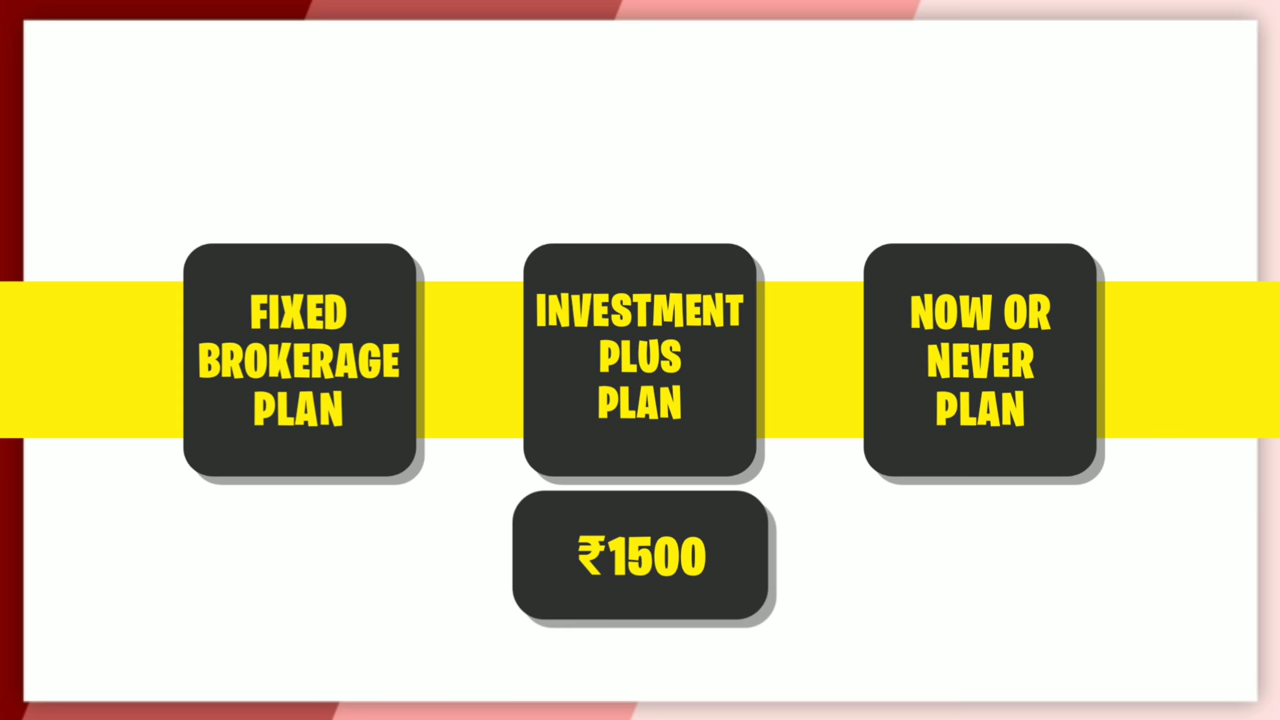 FIXED
BROKERAGE
PLAN
INVESTMENT
PLUS
PLAN
NOW OR
NEVER
PLAN
₹1500